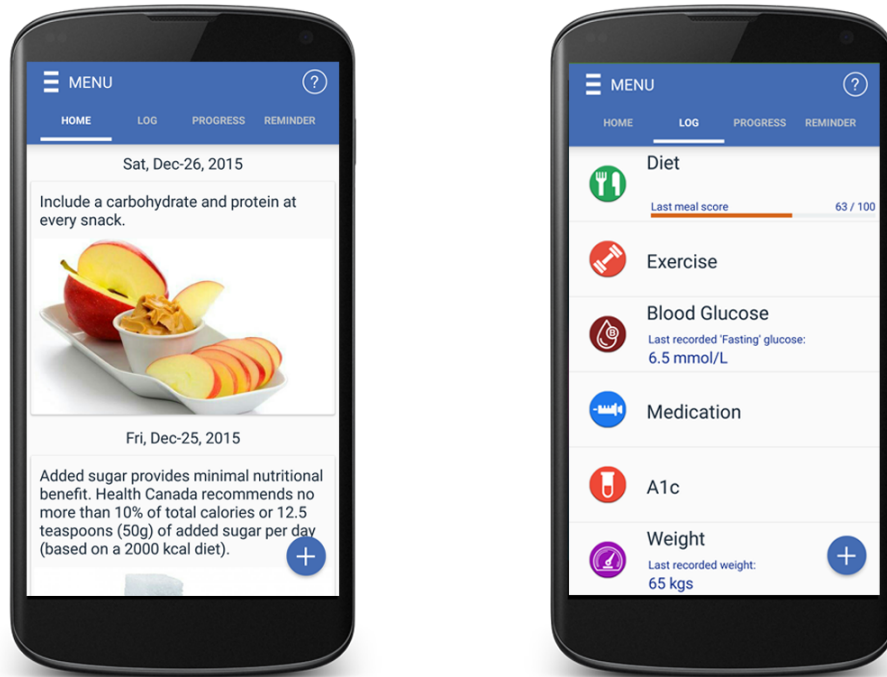 MENU
?
HOME LOG PROGRESS REMINDER
Sat, Dec-26, 2015
Include a carbohydrate and protein at
every snack.
Fri, Dec-25, 2015
Added sugar provides minimal nutritional
benefit. Health Canada recommends no
more than 10% of total calories or 12.5
teaspoons (50g) of added sugar per day
(based on a 2000 kcal diet).
+
MENU
?
HOME LOG PROGRESS REMINDER
Diet
Last meal score 63 / 100
Exercise
B
Blood Glucose
Last recorded 'Fasting' glucose:
6.5 mmol/L
Medication
A1c
Weight
Last recorded weight:
65 kgs
+